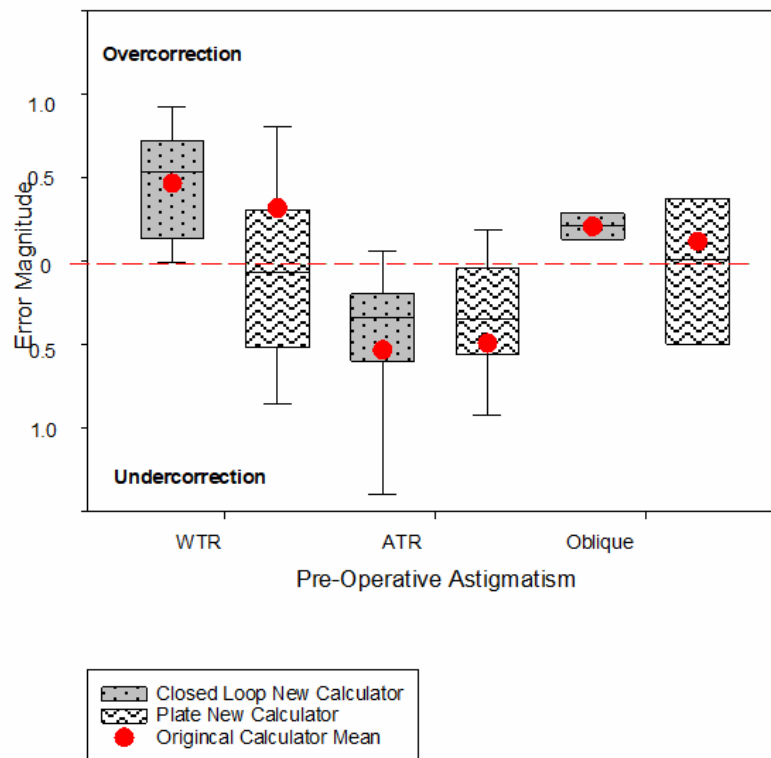 Overcorrection
1.0
0.5
0
0.5
1.0
Error Magnitude
Undercorrection
WTR ATR Oblique
Pre-Operative Astigmatism
Closed Loop New Calculator
Plate New Calculator
Origincal Calculator Mean